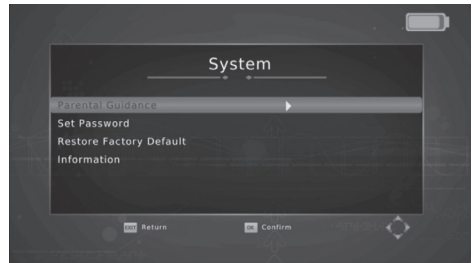 System
Parental Guidance
Set Password
Restore Factory Default
Information
EXIT Return OK Confirm